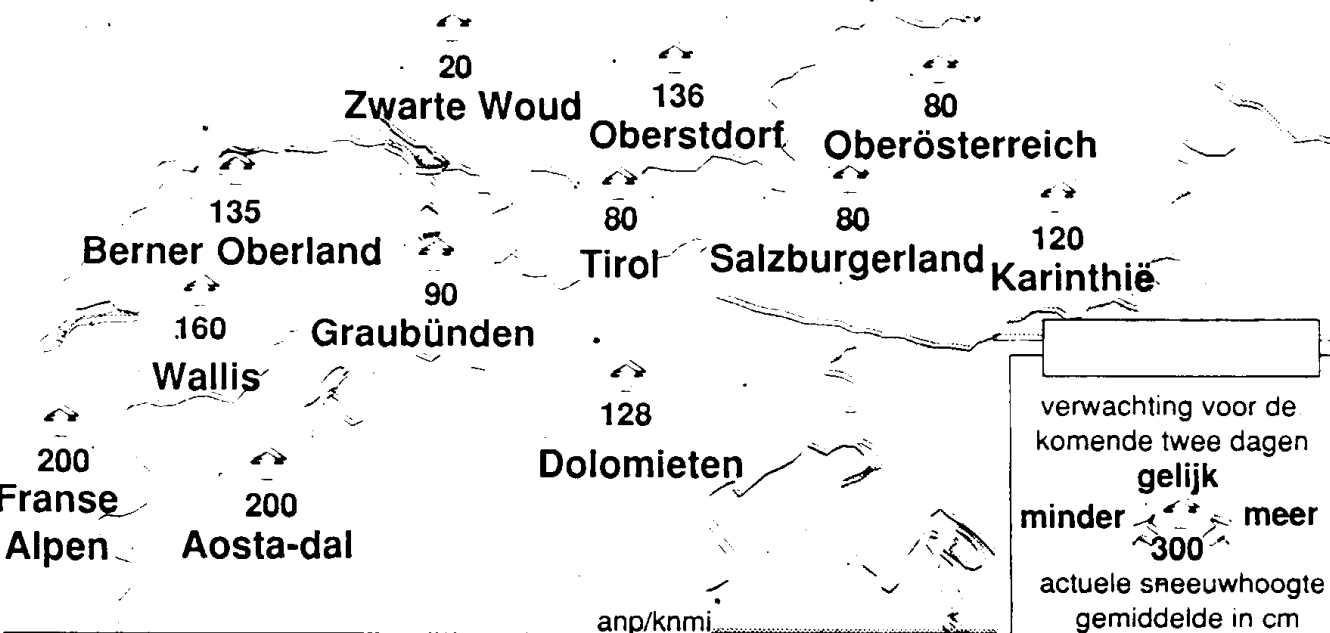 20
Zwarte Woud
136
Oberstdorf
80
Oberösterreich
135
Berner Oberland
80
Tirol
80
Salzburgerland
120
Karinthië
90
Graubünden
160
Wallis
128
Dolomieten
200
Franse
Alpen
200
Aosta-dal
verwachting voor de
komende twee dagen
gelijk
minder meer
300
actuele sneeuwhoogte
gemiddelde in cm
anp/knmi